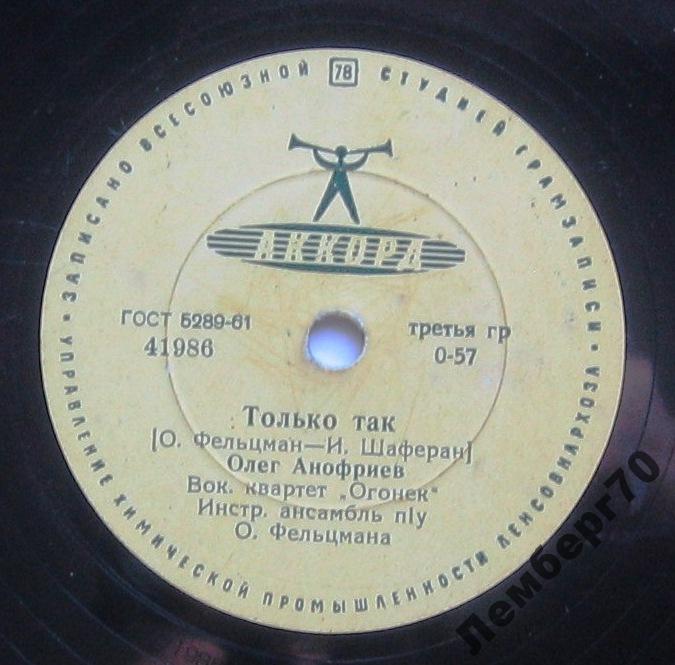 ЗАПИСАНО ВСЕСОЮЗНОЙ 78 СТУДИЕЙ ГРАМЗАПИСИ
АККОРД
ГОСТ 5289-61
третья гр
41986
0-57
Только так
[О. Фельцман—И. Шаферан]
Олег Анофриев
Вок. квартет „Огонек"
Инстр. ансамбль п/у
О. Фельцмана
УПРАВЛЕНИЕ ХИМИЧЕСКОЙ ПРОМЫШЛЕННОСТИ ЛЕНСОВНАРХОЗА
Лемберг70